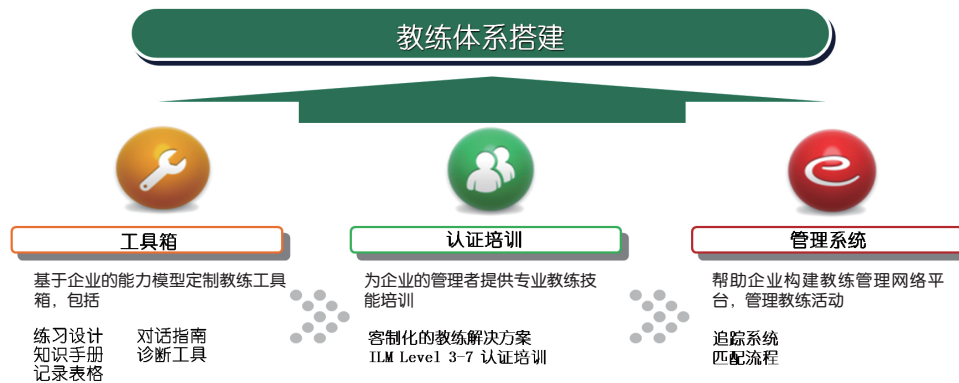 教练体系搭建
工具箱
基于企业的能力模型定制教练工具
箱，包括
练习设计 对话指南
知识手册 诊断工具
记录表格
认证培训
为企业的管理者提供专业教练技
能培训
客制化的教练解决方案
ILM Level 3-7 认证培训
管理系统
帮助企业构建教练管理网络平
台，管理教练活动
追踪系统
匹配流程